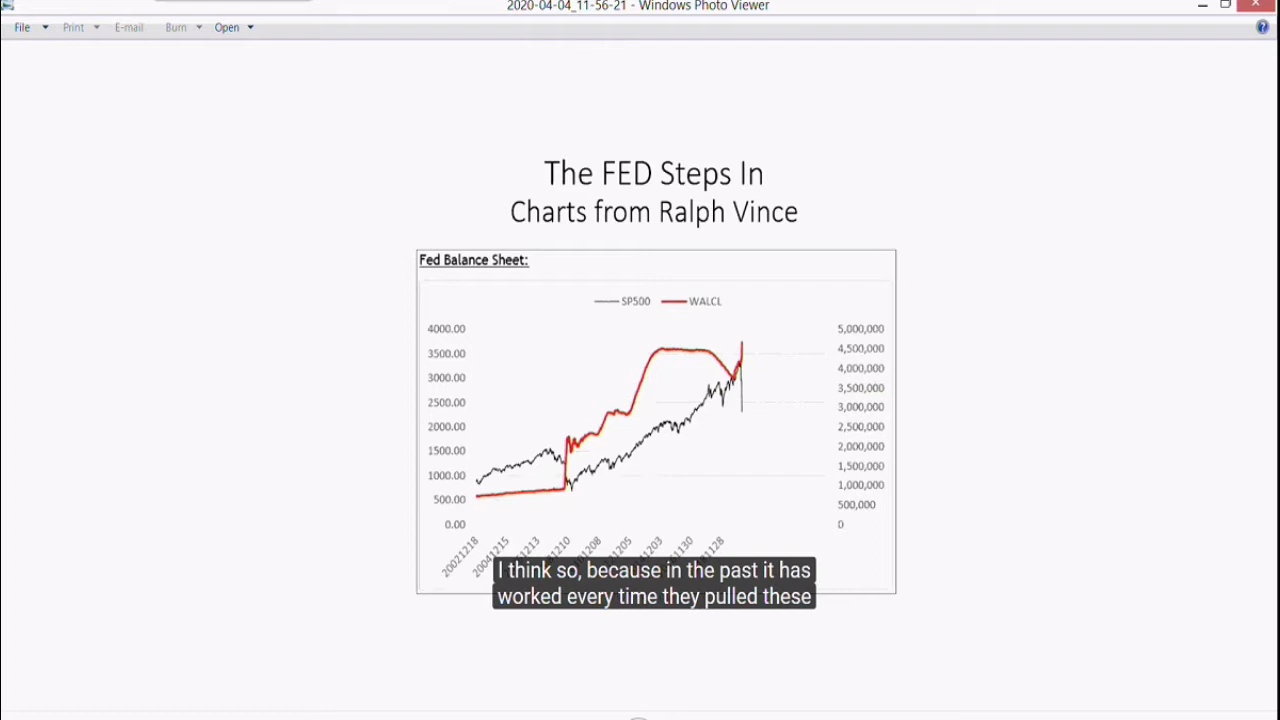 2020-04-04_11-56-21 - Windows Photo Viewer
File Print E-mail Burn Open
The FED Steps In
Charts from Ralph Vince
Fed Balance Sheet:
SP500 WALCL
4000.00 5,000,000
3500.00 4,500,000
3000.00 4,000,000
2500.00 3,500,000
2000.00 3,000,000
1500.00 2,500,000
1000.00 2,000,000
500.00 1,500,000
0.00 1,000,000
500,000
0
20021218
I think so, because in the past it has
worked every time they pulled these